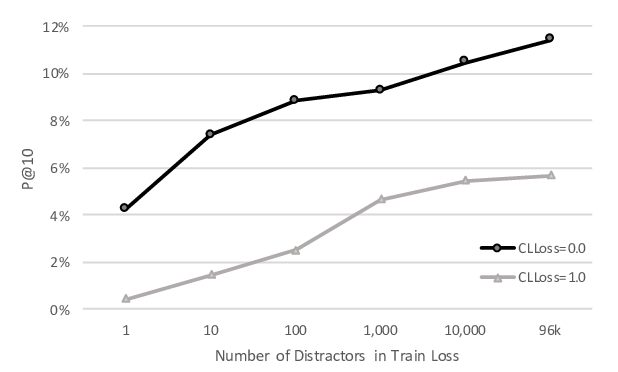 12%
10%
8%
6%
4%
2%
0%
P@10
CLLoss=0.0
CLLoss=1.0
1 10 100 1,000 10,000 96k
Number of Distractors in Train Loss